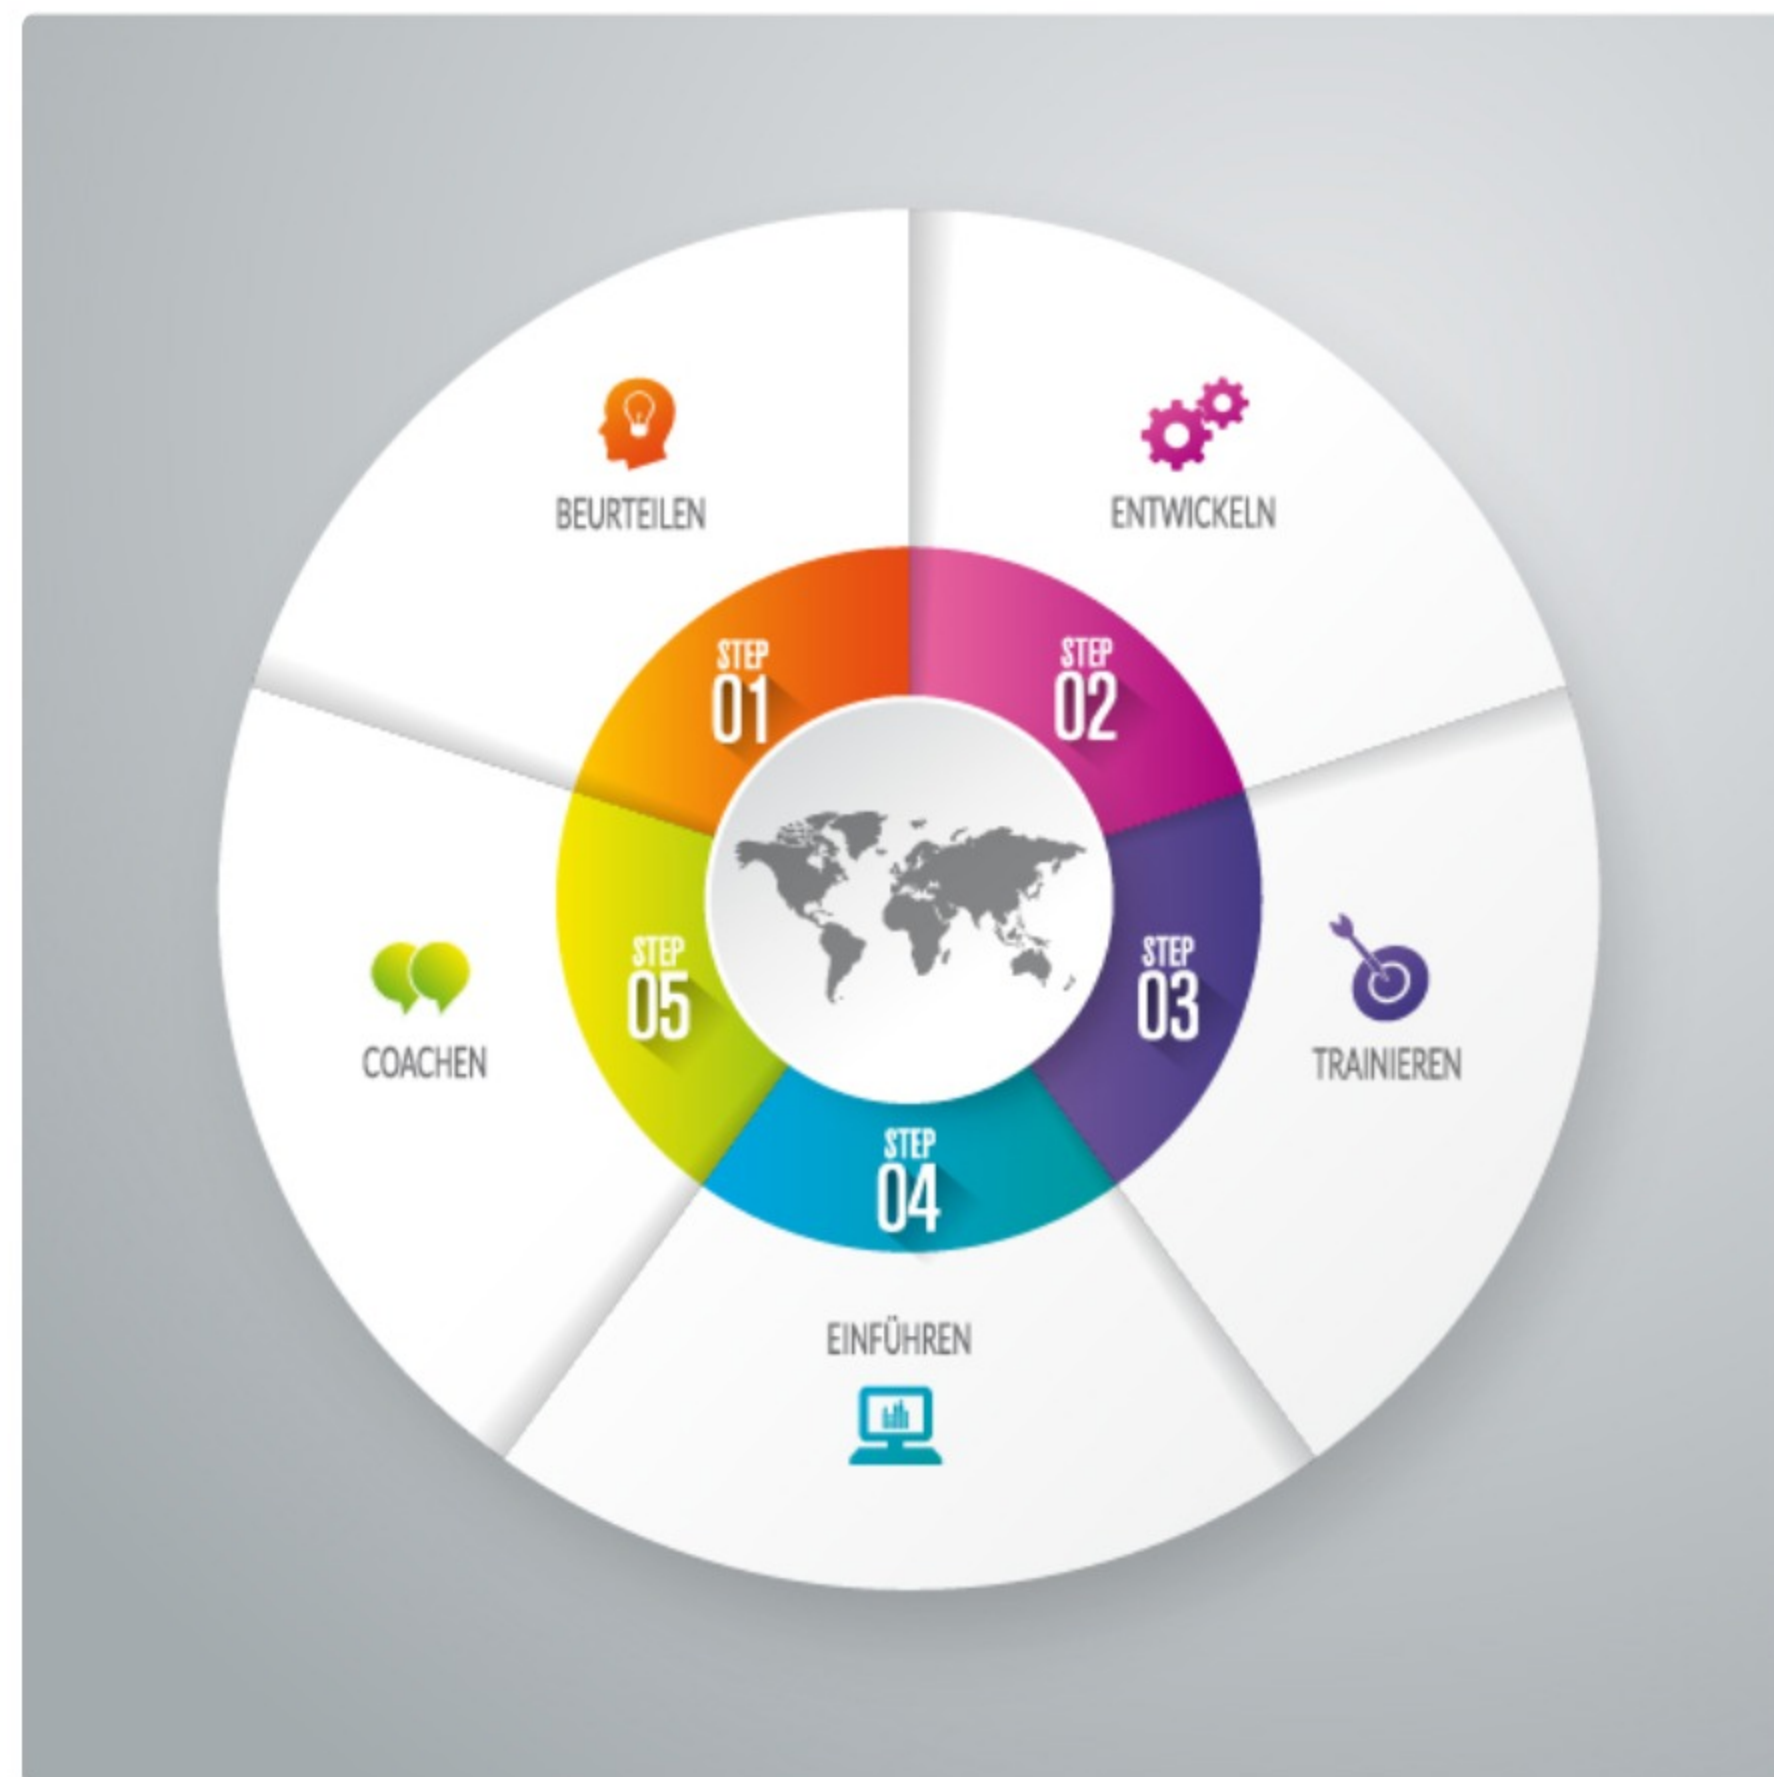 BEURTEILEN
STEP
01
ENTWICKELN
STEP
02
TRAINIEREN
STEP
03
EINFÜHREN
STEP
04
COACHEN
STEP
05